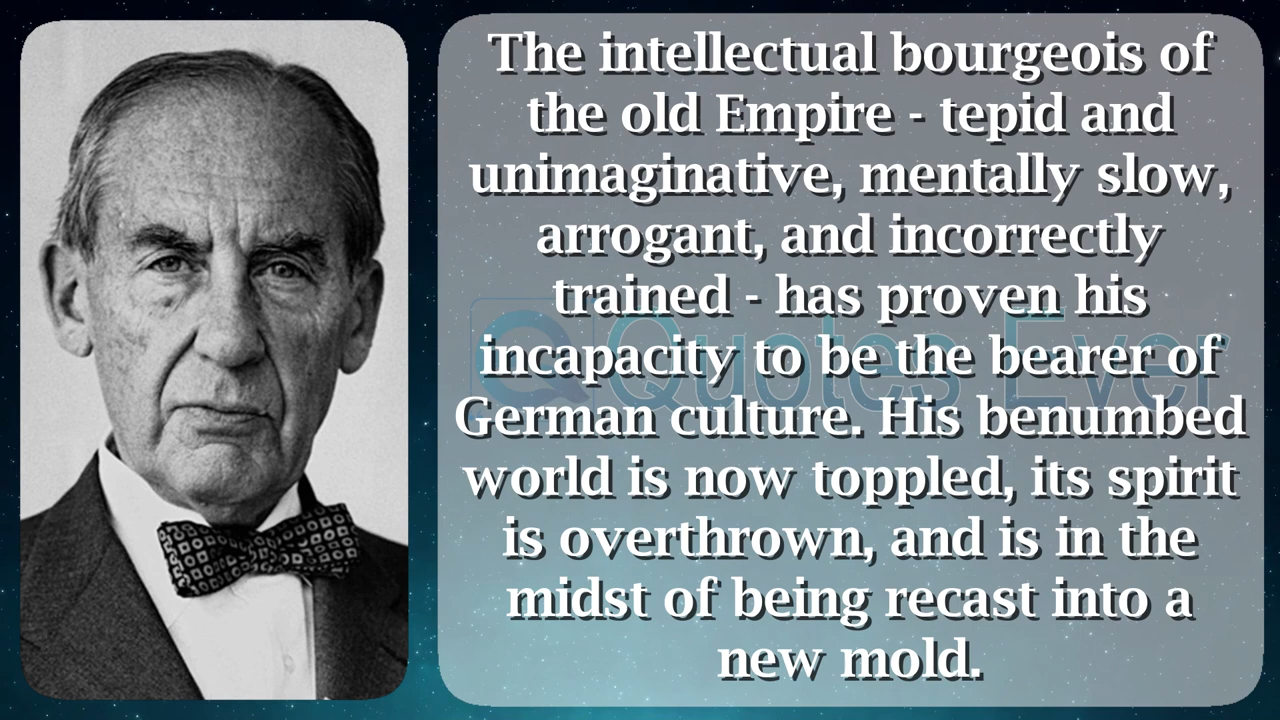 The intellectual bourgeois of
the old Empire - tepid and
unimaginative, mentally slow,
arrogant, and incorrectly
trained - has proven his
incapacity to be the bearer of
German culture. His benumbed
world is now toppled, its spirit
is overthrown, and is in the
midst of being recast into a
new mold.
Quotes Ever